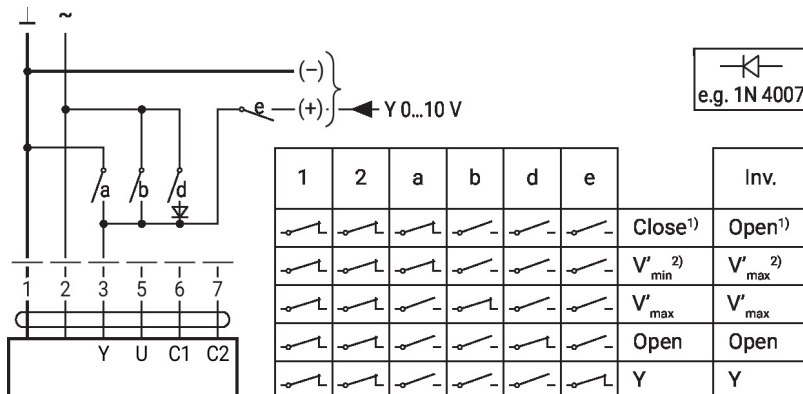 ⊥ ~
(–)
e (+) Y 0...10 V
e.g. 1N 4007
a b d
1 2 3 5 6 7
Y U C1 C2
1 2 a b d e Inv.
Close¹⁾ Open¹⁾
V'min²⁾ V'max²⁾
V'max V'max
Open Open
Y Y